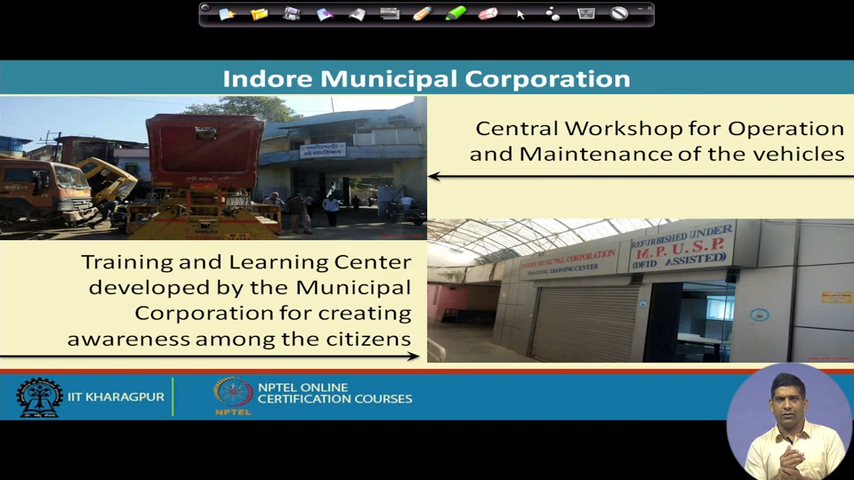 Indore Municipal Corporation
Central Workshop for Operation
and Maintenance of the vehicles
Training and Learning Center
developed by the Municipal
Corporation for creating
awareness among the citizens
INDORE MUNICIPAL CORPORATION
TRAINING LEARNING CENTER
REFURBISHED UNDER
M.P.U.S.P.
(DFID ASSISTED)
IIT KHARAGPUR
NPTEL
NPTEL ONLINE
CERTIFICATION COURSES